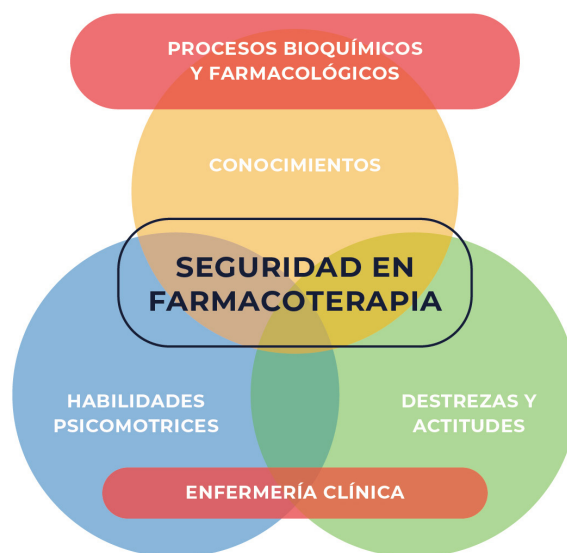 PROCESOS BIOQUÍMICOS
Y FARMACOLÓGICOS
CONOCIMIENTOS
SEGURIDAD EN
FARMACOTERAPIA
HABILIDADES
PSICOMOTRICES
DESTREZAS Y
ACTITUDES
ENFERMERÍA CLÍNICA